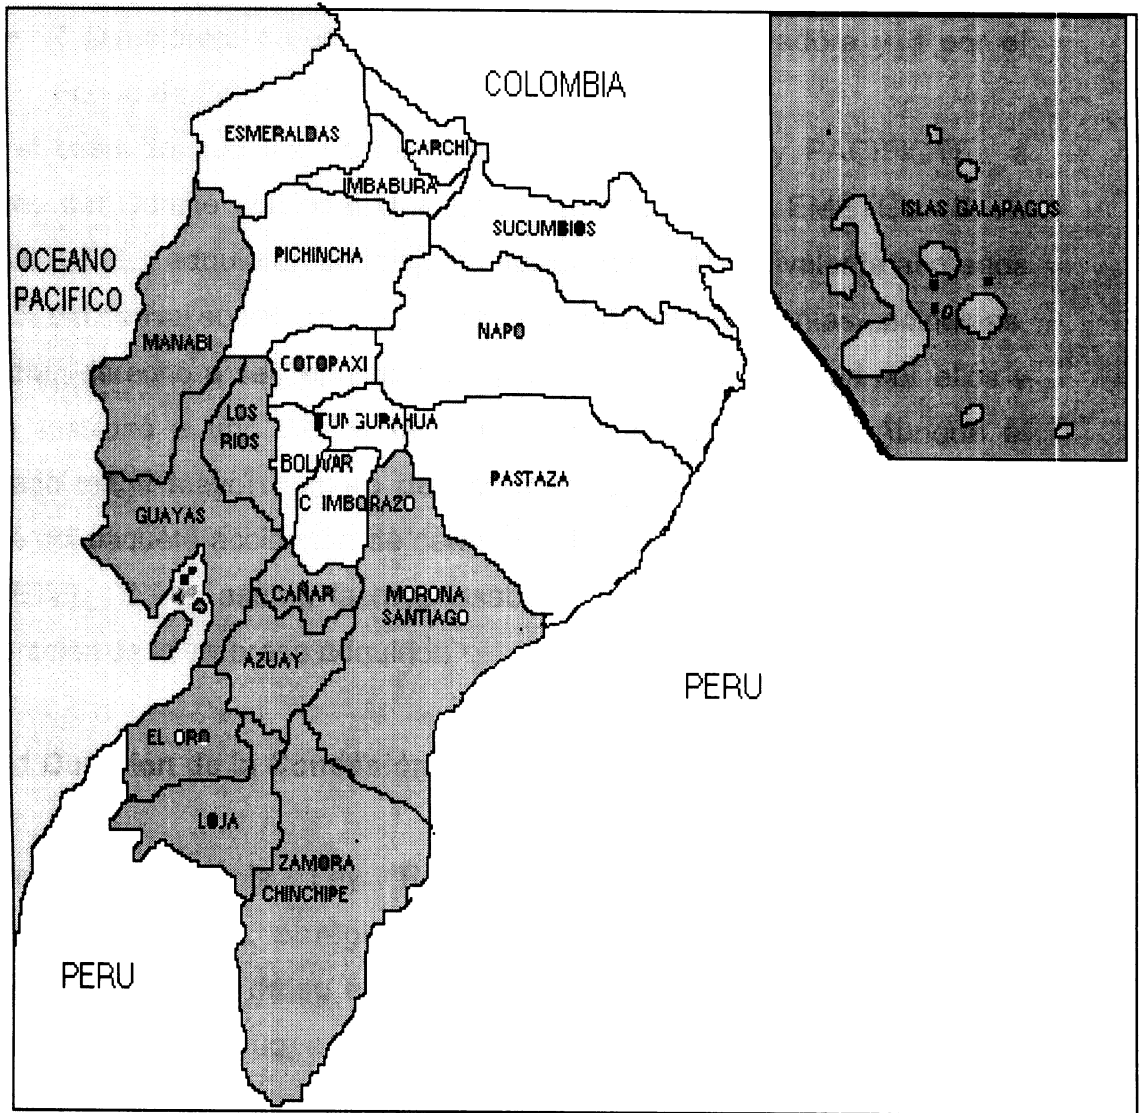 COLOMBIA
ESMERALDAS
CARCHI
IMBABURA
SUCUMBIOS
ISLAS GALAPAGOS
OCEANO
PACIFICO
PICHINCHA
NAPO
MANABI
COTOPAXI
LOS
RIOS
TUNGURAHUA
BOLIVAR
PASTAZA
C IMBORAZO
GUAYAS
CAÑAR
MORONA
SANTIAGO
AZUAY
PERU
EL ORO
LOJA
ZAMORA
CHINCHIPE
PERU